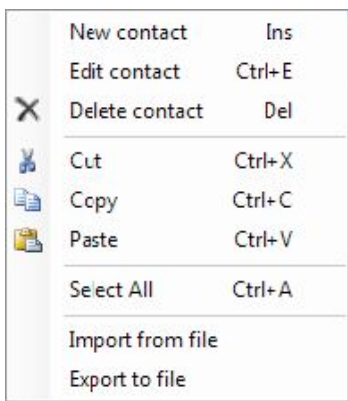 New contact Ins
Edit contact Ctrl+E
Delete contact Del
Cut Ctrl+X
Copy Ctrl+C
Paste Ctrl+V
Select All Ctrl+A
Import from file
Export to file